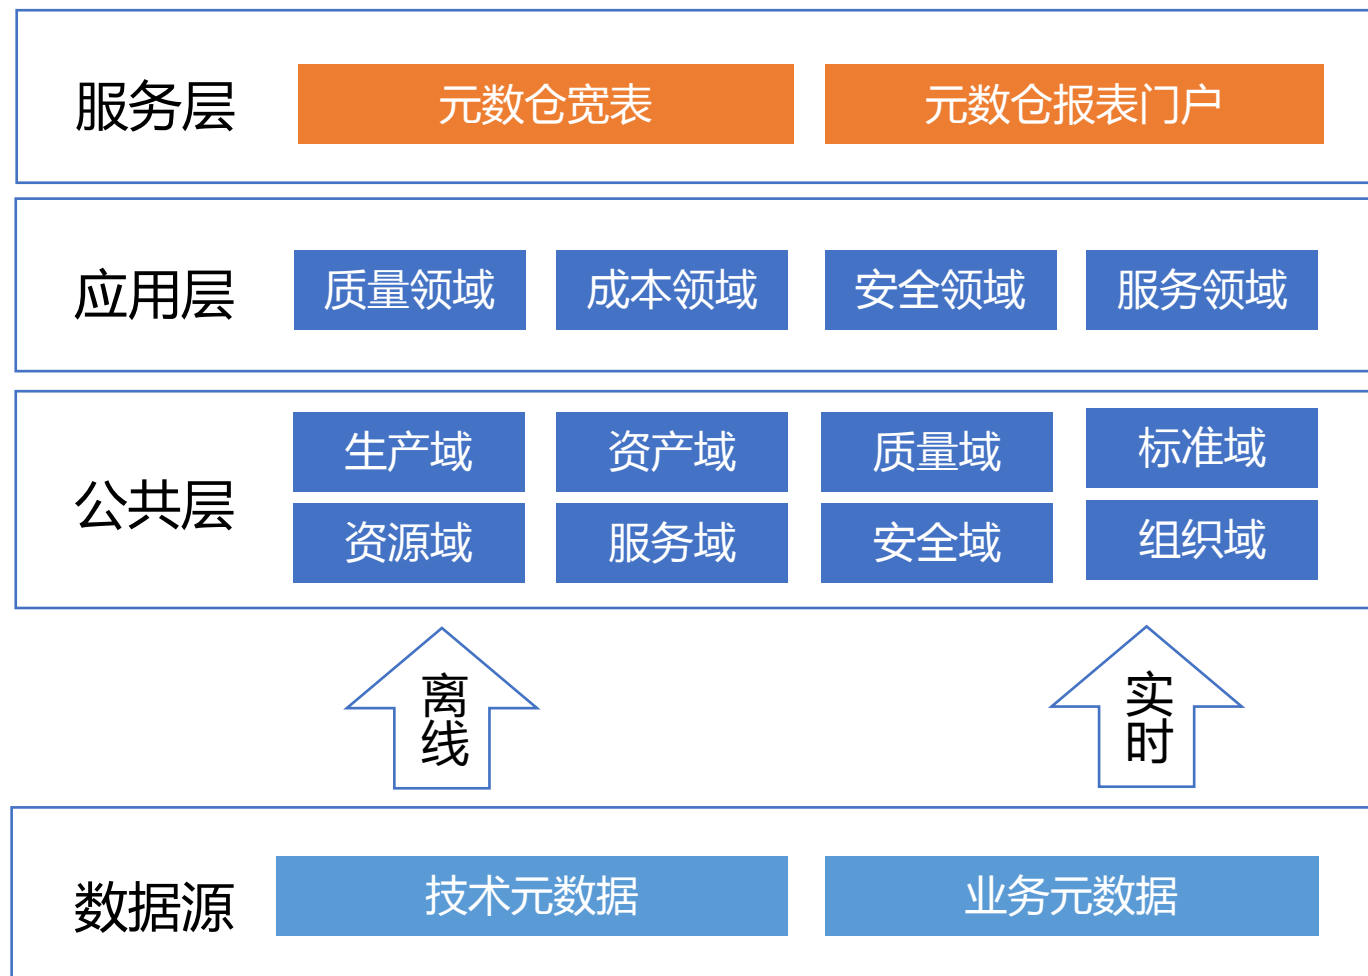 服务层
元数仓宽表
元数仓报表门户
应用层
质量领域
成本领域
安全领域
服务领域
公共层
生产域
资产域
质量域
标准域
资源域
服务域
安全域
组织域
离线
实时
数据源
技术元数据
业务元数据